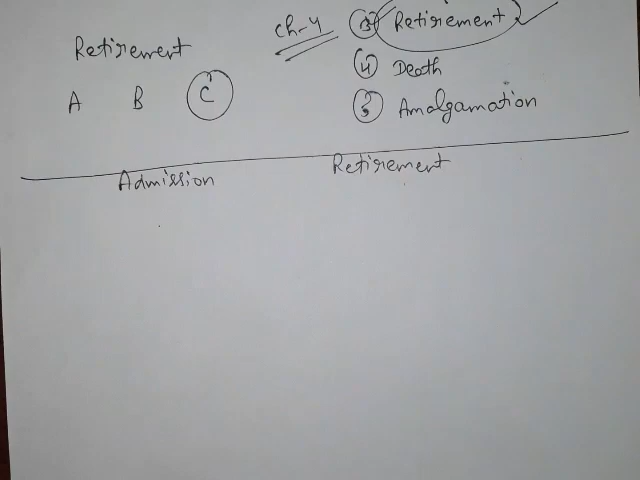 Ch-4 (3) Retirement
Retirement
(4) Death
A B C
(5) Amalgamation
Admission Retirement